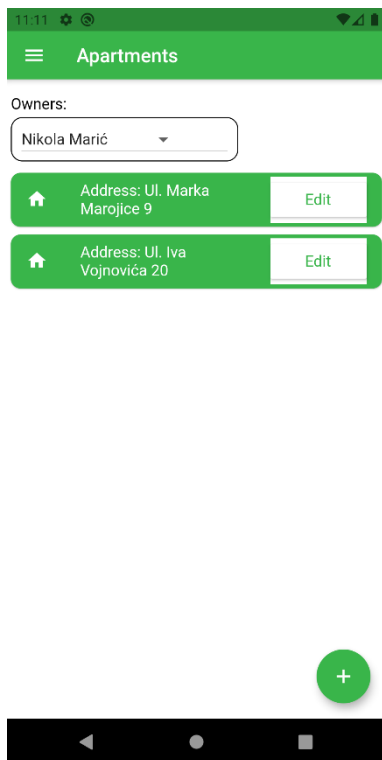 11:11
Apartments
Owners:
Nikola Marić
Address: Ul. Marka
Marojice 9
Edit
Address: Ul. Iva
Vojnovića 20
Edit
+